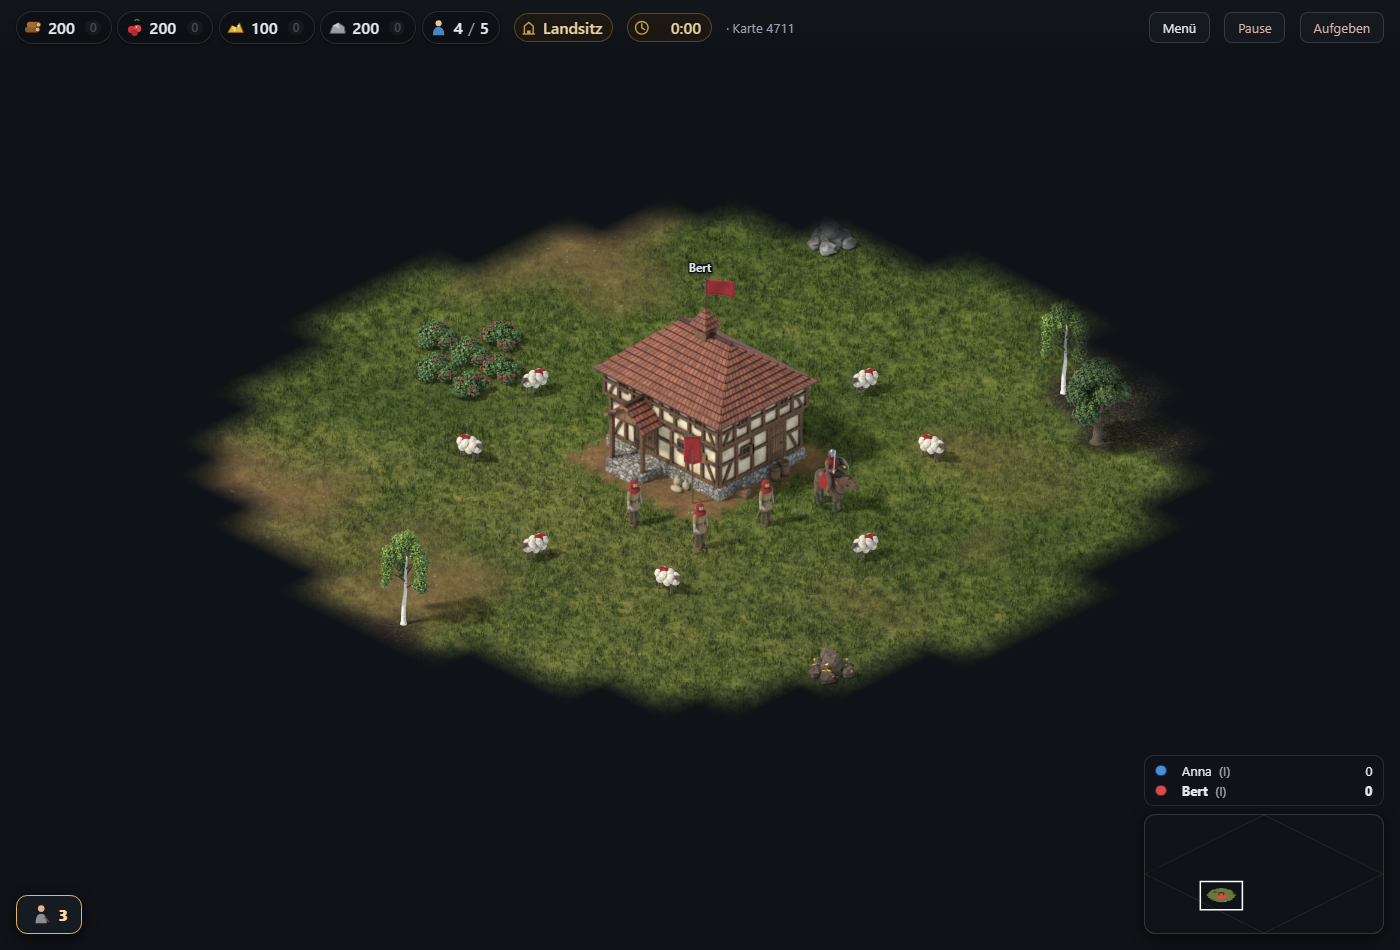 200 0 200 0 100 0 200 0 4 / 5 Landsitz 0:00 · Karte 4711 Menü Pause Aufgeben
Bert
Anna (I) 0
Bert (I) 0
3